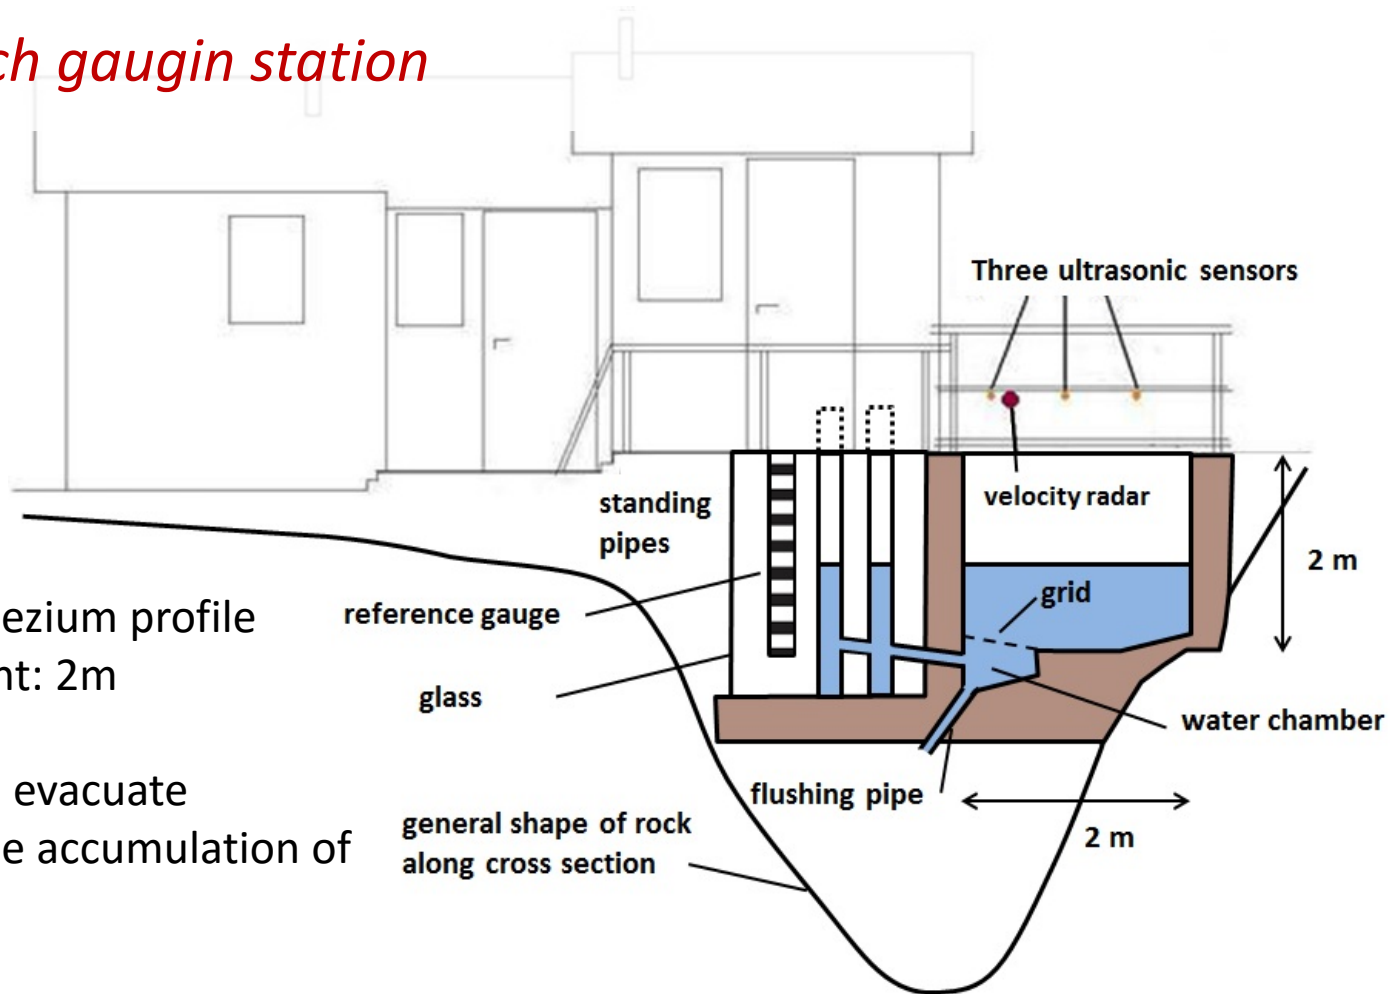 ch gaugin station
Three ultrasonic sensors
velocity radar
standing
pipes
2 m
grid
reference gauge
ezium profile
nt: 2m
glass
water chamber
evacuate
e accumulation of
flushing pipe
general shape of rock
along cross section
2 m